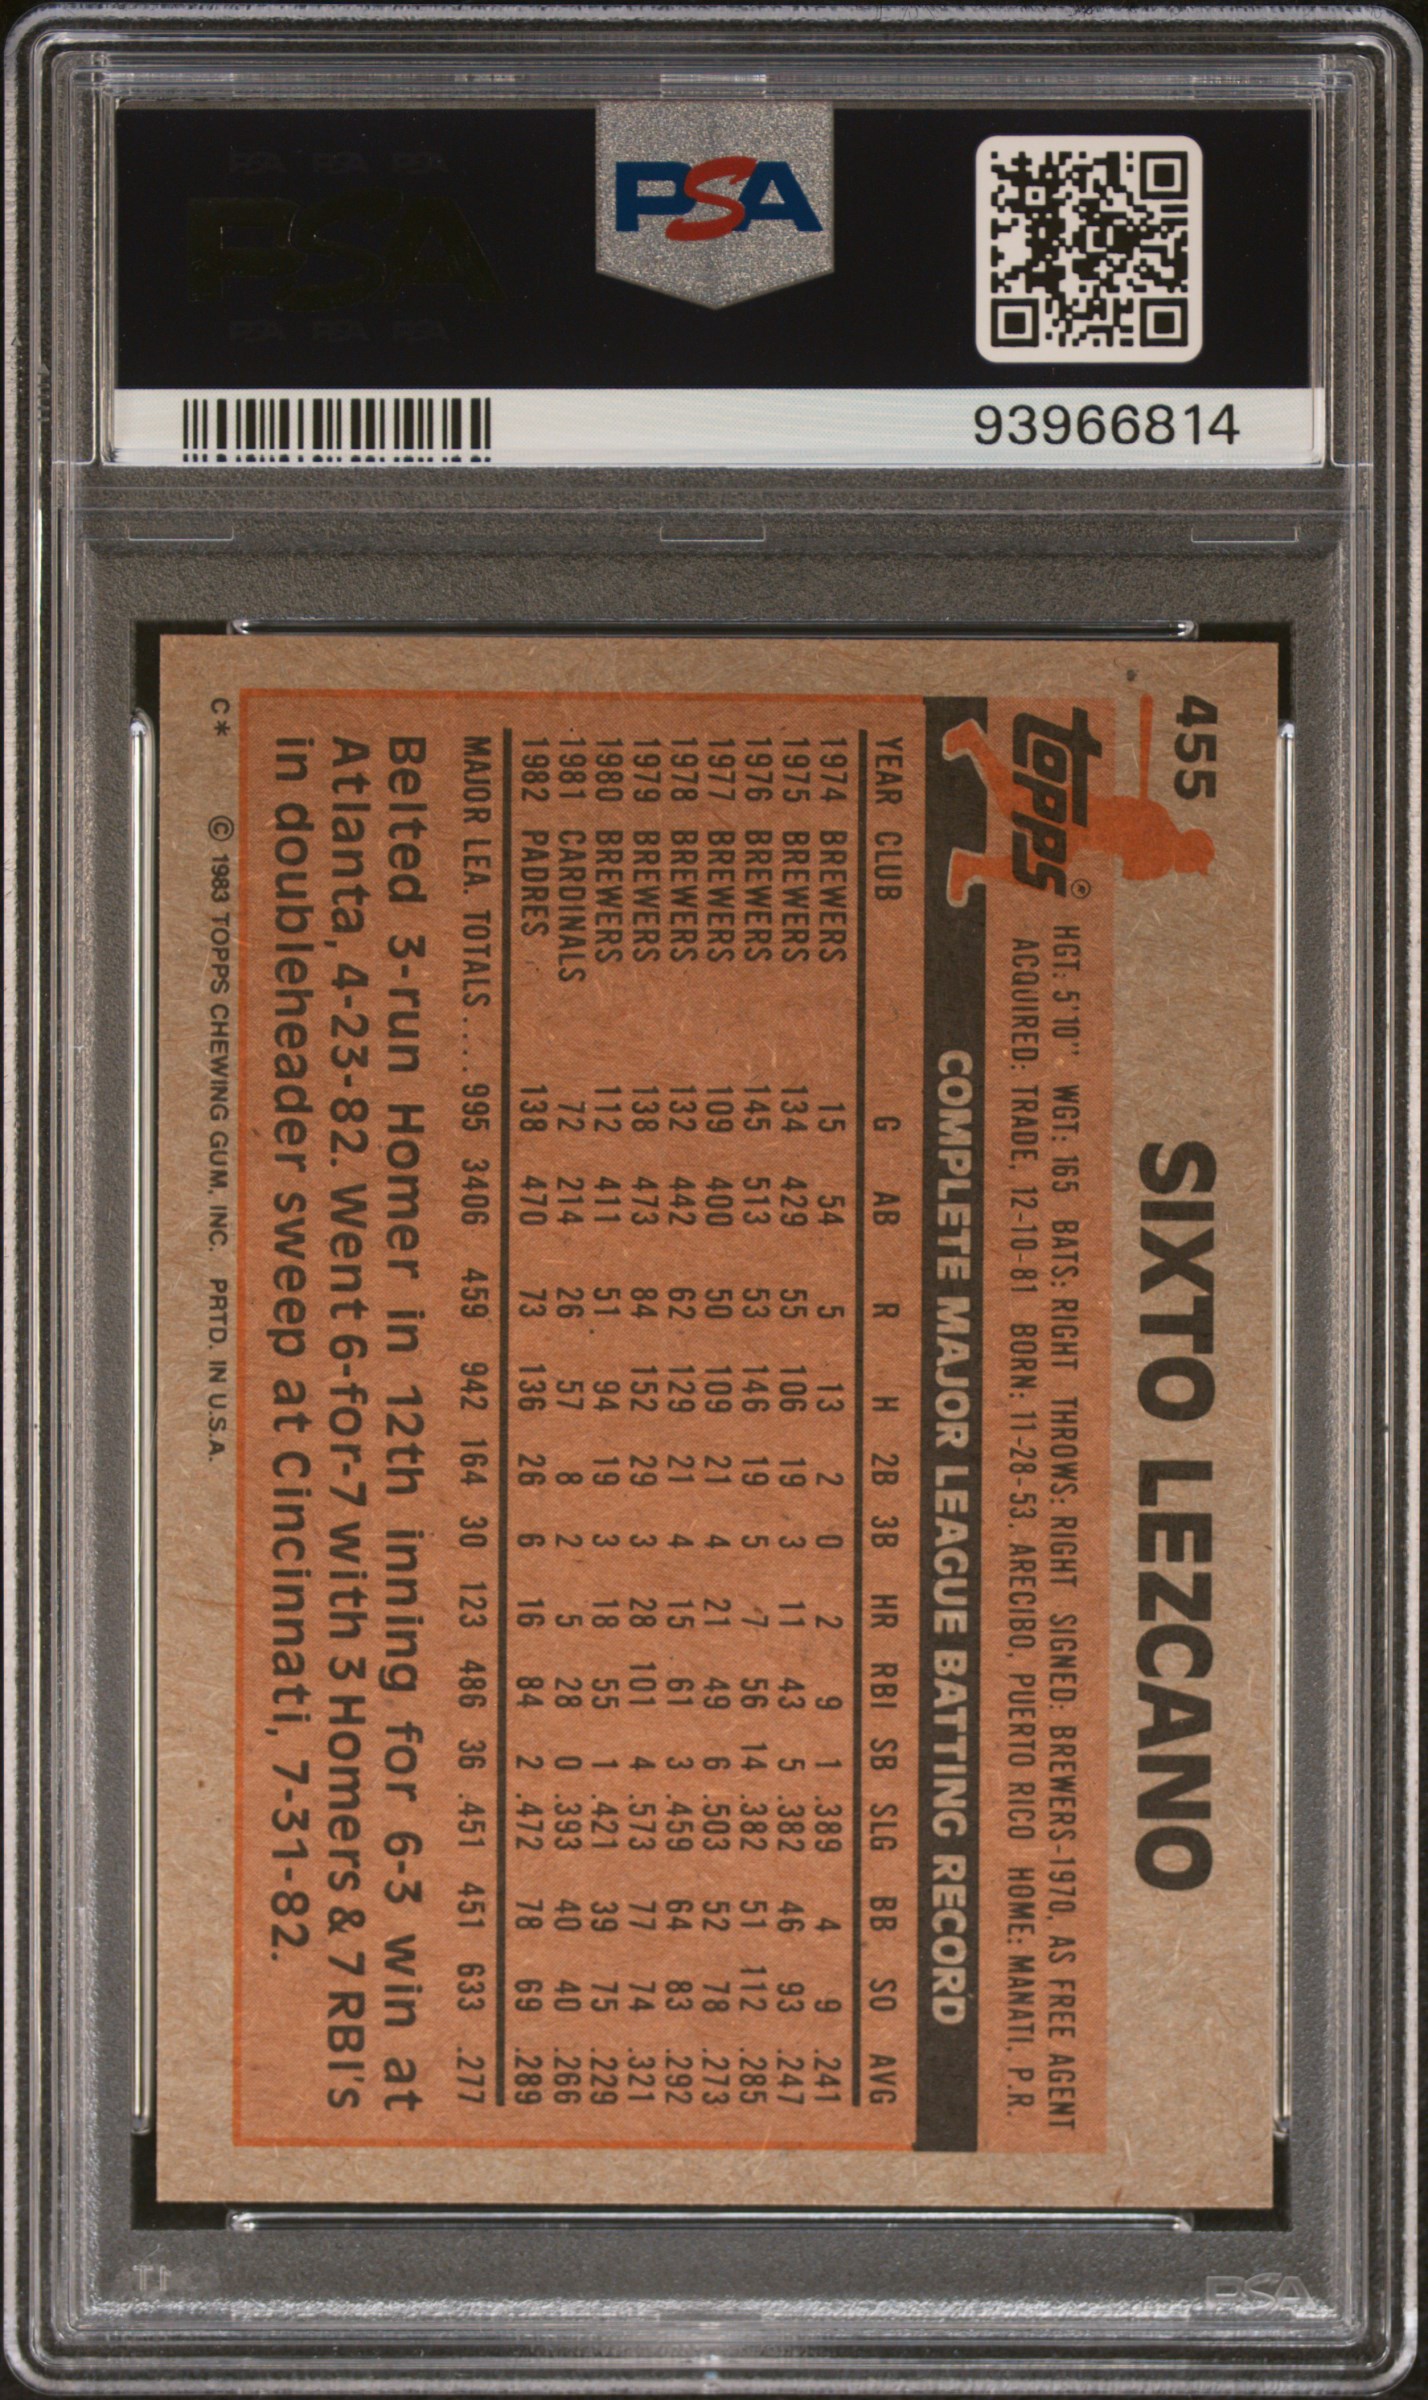 PSA
PSA PSA PSA
PSA
PSA PSA PSA
93966814
455
SIXTO LEZCANO
TOPPS®
HGT: 5'10" WGT: 165 BATS: RIGHT THROWS: RIGHT SIGNED: BREWERS-1970, AS FREE AGENT
ACQUIRED: TRADE, 12-10-81 BORN: 11-28-53, ARECIBO, PUERTO RICO HOME: MANATI, P.R.
COMPLETE MAJOR LEAGUE BATTING RECORD
YEAR CLUB G AB R H 2B 3B HR RBI SB SLG BB SO AVG
1974 BREWERS 15 54 5 13 2 0 2 9 1 .389 4 9 .241
1975 BREWERS 134 429 55 106 19 3 11 43 5 .382 46 93 .247
1976 BREWERS 145 513 53 146 19 5 7 56 14 .382 51 112 .285
1977 BREWERS 109 400 50 109 21 4 21 49 6 .503 52 78 .273
1978 BREWERS 132 442 62 129 21 4 15 61 3 .459 64 83 .292
1979 BREWERS 138 473 84 152 29 3 28 101 4 .573 77 74 .321
1980 BREWERS 112 411 51 94 19 3 18 55 1 .421 39 75 .229
1981 CARDINALS 72 214 26 57 8 2 5 28 0 .393 40 40 .266
1982 PADRES 138 470 73 136 26 6 16 84 2 .472 78 69 .289
MAJOR LEA. TOTALS.... 995 3406 459 942 164 30 123 486 36 .451 451 633 .277
Belted 3-run Homer in 12th inning for 6-3 win at
Atlanta, 4-23-82. Went 6-for-7 with 3 Homers & 7 RBI's
in doubleheader sweep at Cincinnati, 7-31-82.
C* © 1983 TOPPS CHEWING GUM, INC. PRTD. IN U.S.A.
PSA